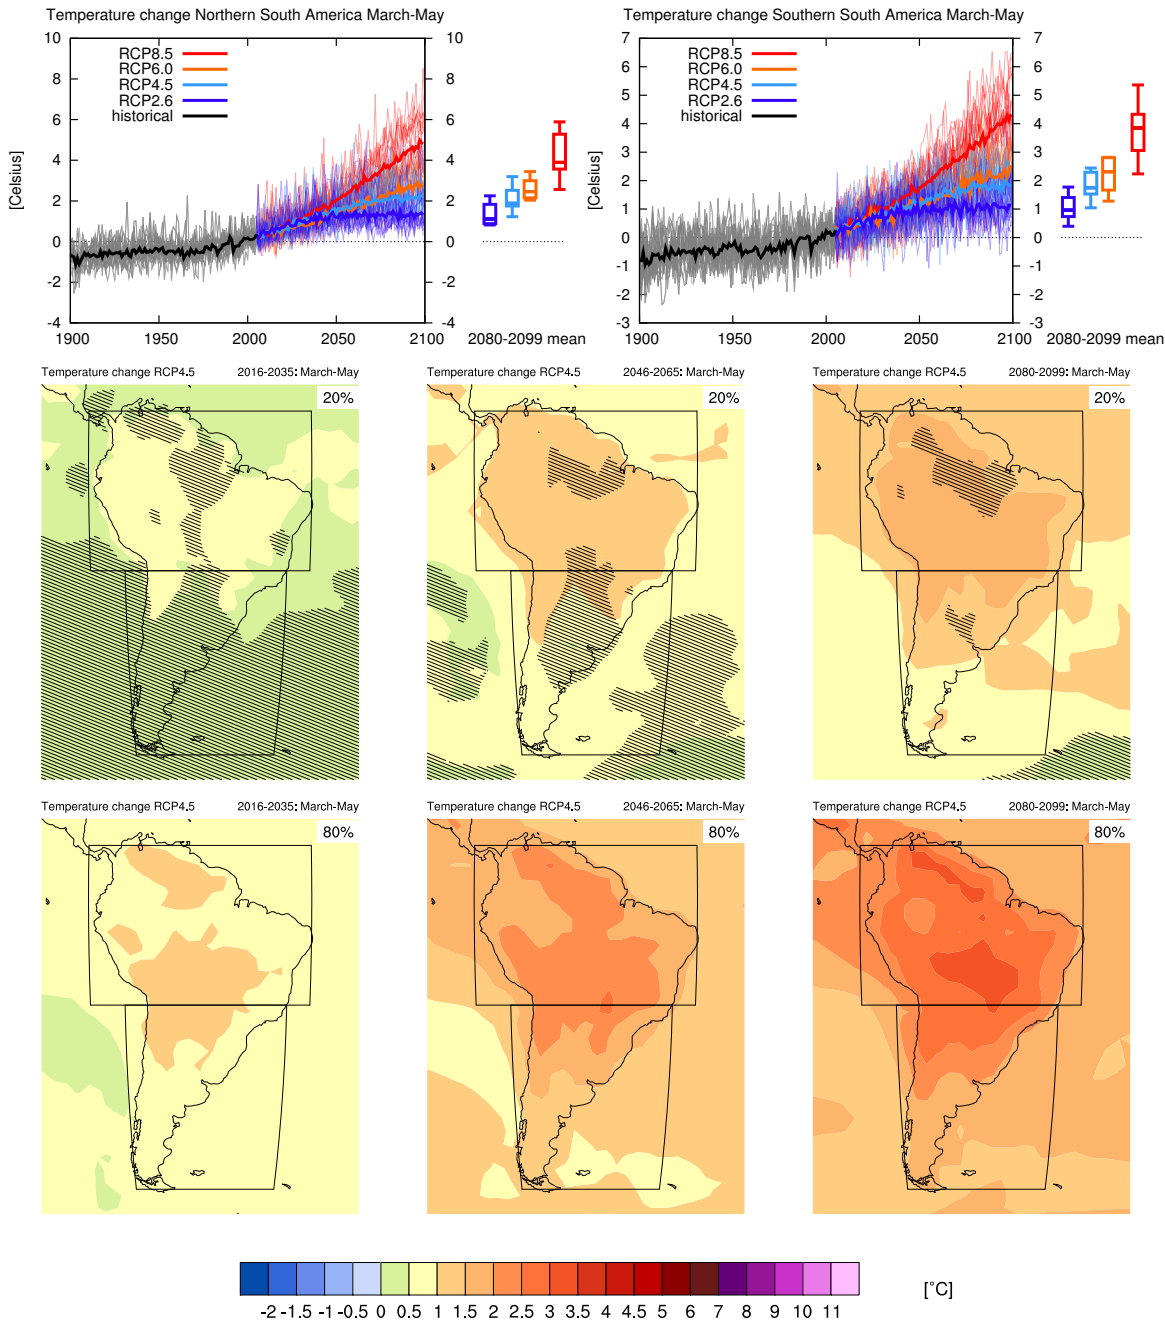 Temperature change Northern South America March-May
10
8
6
4
2
0
-2
-4
[Celsius]
RCP8.5
RCP6.0
RCP4.5
RCP2.6
historical
10
8
6
4
2
0
-2
-4
1900 1950 2000 2050 2100
2080-2099 mean
Temperature change Southern South America March-May
7
6
5
4
3
2
1
0
-1
-2
-3
[Celsius]
RCP8.5
RCP6.0
RCP4.5
RCP2.6
historical
7
6
5
4
3
2
1
0
-1
-2
-3
1900 1950 2000 2050 2100
2080-2099 mean
Temperature change RCP4.5 2016-2035: March-May
20%
Temperature change RCP4.5 2046-2065: March-May
20%
Temperature change RCP4.5 2080-2099: March-May
20%
Temperature change RCP4.5 2016-2035: March-May
80%
Temperature change RCP4.5 2046-2065: March-May
80%
Temperature change RCP4.5 2080-2099: March-May
80%
-2 -1.5 -1 -0.5 0 0.5 1 1.5 2 2.5 3 3.5 4 4.5 5 6 7 8 9 10 11
[°C]